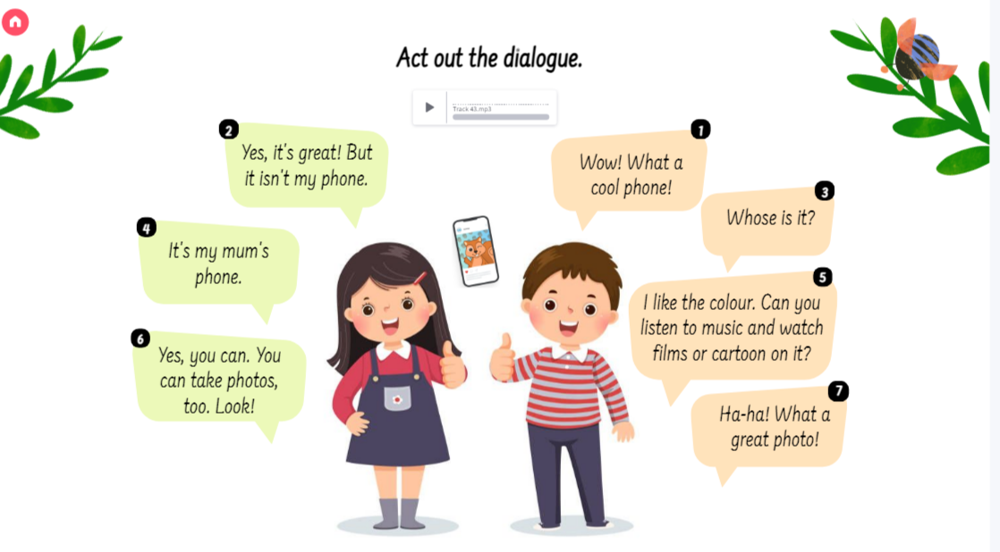 Act out the dialogue.
Track 43.mp3
1
Wow! What a
cool phone!
2
Yes, it's great! But
it isn't my phone.
3
Whose is it?
4
It's my mum's
phone.
5
I like the colour. Can you
listen to music and watch
films or cartoon on it?
6
Yes, you can. You
can take photos,
too. Look!
7
Ha-ha! What a
great photo!